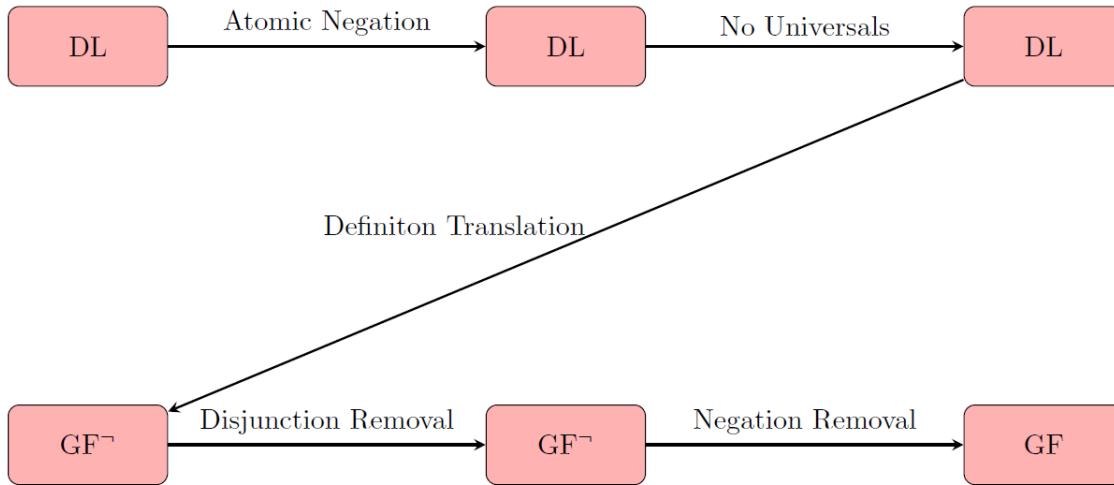 DL
Atomic Negation
DL
No Universals
DL
Definiton Translation
GF¬
Disjunction Removal
GF¬
Negation Removal
GF